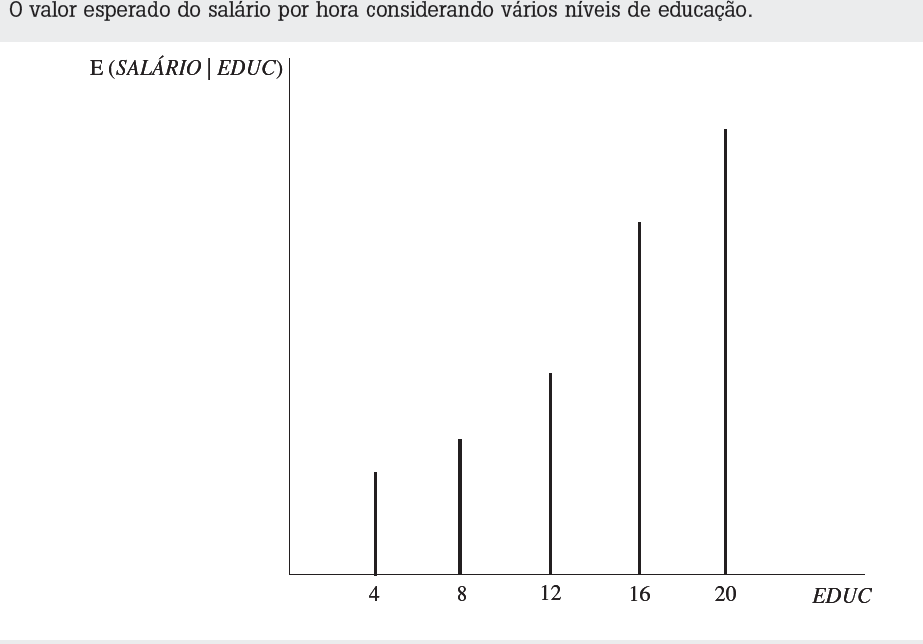 O valor esperado do salário por hora considerando vários níveis de educação.
E (SALÁRIO | EDUC)
4 8 12 16 20 EDUC